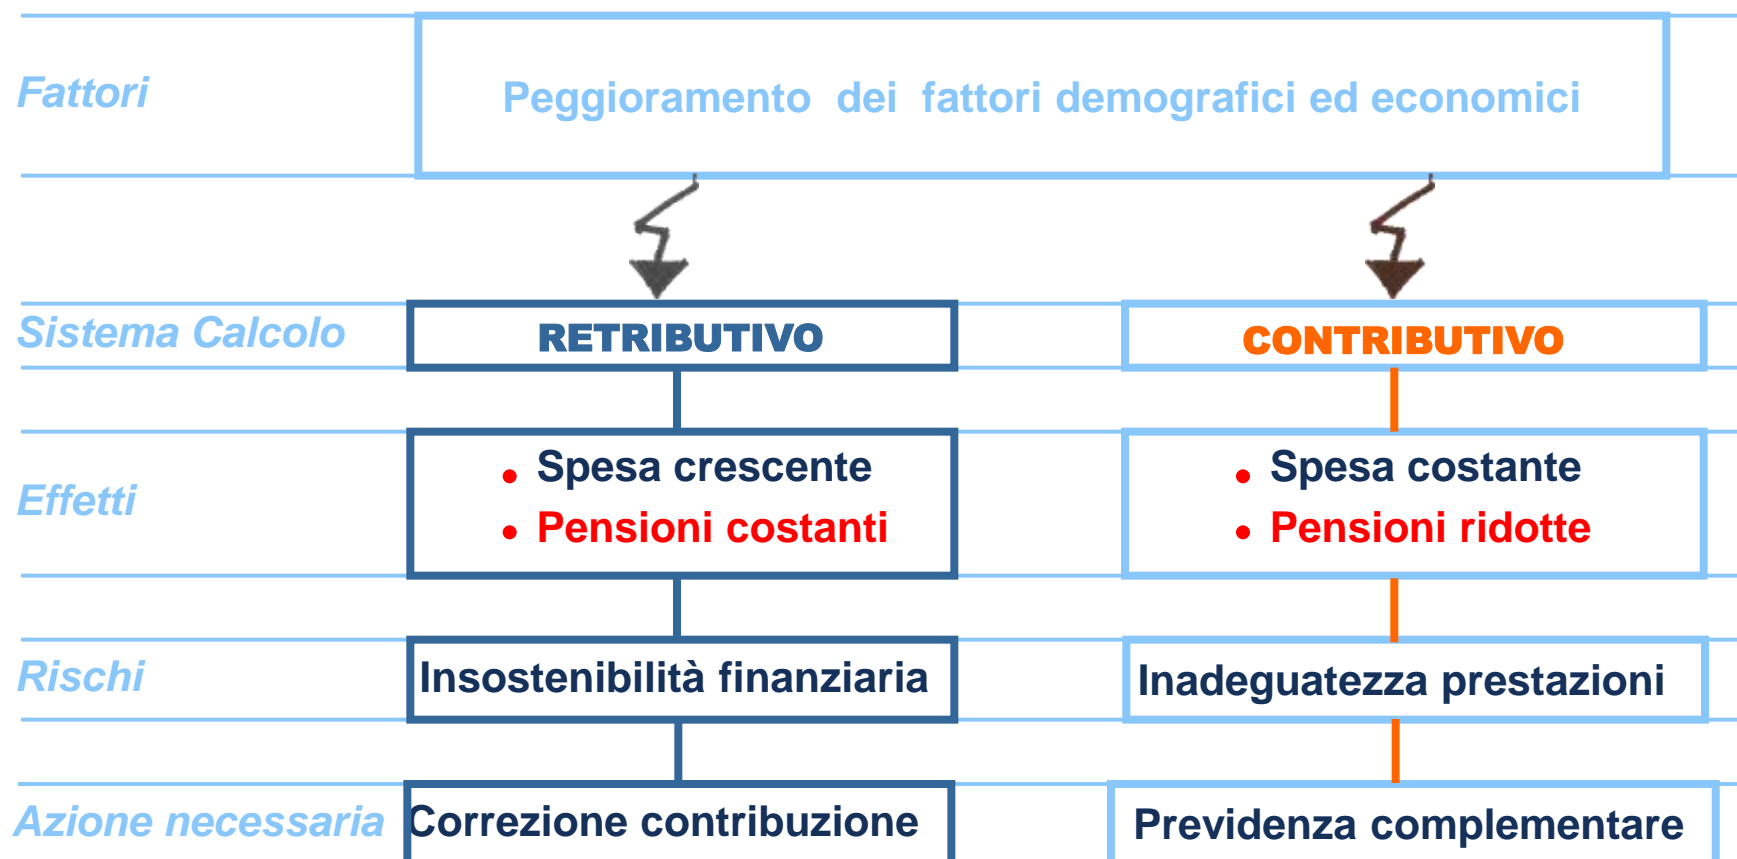 Fattori
Peggioramento dei fattori demografici ed economici
Sistema Calcolo
RETRIBUTIVO
CONTRIBUTIVO
Effetti
• Spesa crescente
• Pensioni costanti
• Spesa costante
• Pensioni ridotte
Rischi
Insostenibilità finanziaria
Inadeguatezza prestazioni
Azione necessaria
Correzione contribuzione
Previdenza complementare